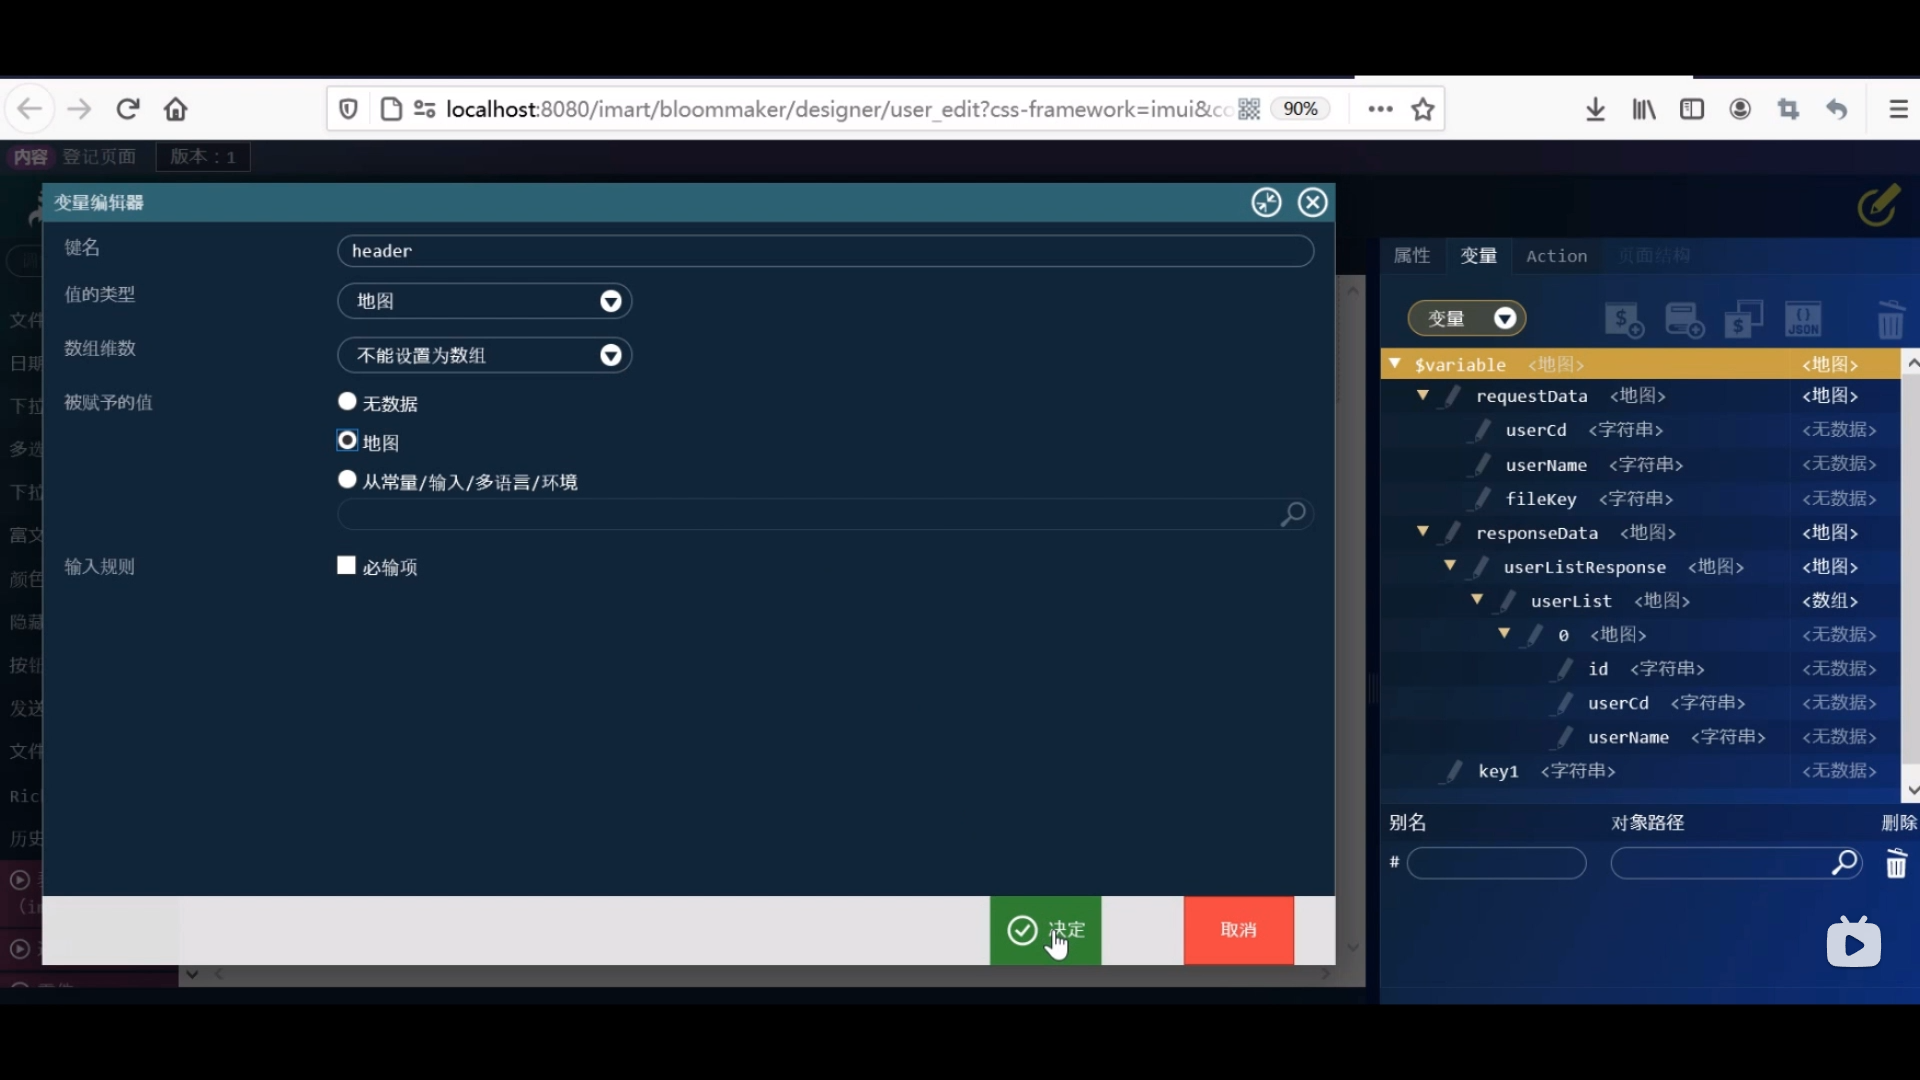 localhost:8080/imart/bloommaker/designer/user_edit?css-framework=imui&cc
90%
内容 登记页面 版本：1
变量编辑器
键名 header
值的类型 地图
数组维数 不能设置为数组
被赋予的值 无数据
地图
从常量/输入/多语言/环境
输入规则 必输项
决定 取消
文件
日期
下拉
多选
下拉
富文
颜色
隐藏
按钮
发送
文件
Ric
历史
属性 变量 Action 页面结构
变量
JSON
$variable <地图> <地图>
requestData <地图> <地图>
userCd <字符串> <无数据>
userName <字符串> <无数据>
fileKey <字符串> <无数据>
responseData <地图> <地图>
userListResponse <地图> <地图>
userList <地图> <数组>
0 <地图> <无数据>
id <字符串> <无数据>
userCd <字符串> <无数据>
userName <字符串> <无数据>
key1 <字符串> <无数据>
别名 对象路径 删除
#